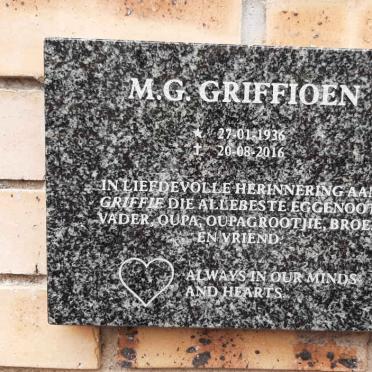 M.G. GRIFFIOEN
★ 27-01-1936
✝ 20-08-2016
IN LIEFDEVOLLE HERINNERING AAN
GRIFFIE DIE ALLEBESTE EGGENOOT
VADER, OUPA, OUPAGROOTJIE, BROE
EN VRIEND.
ALWAYS IN OUR MINDS
AND HEARTS.